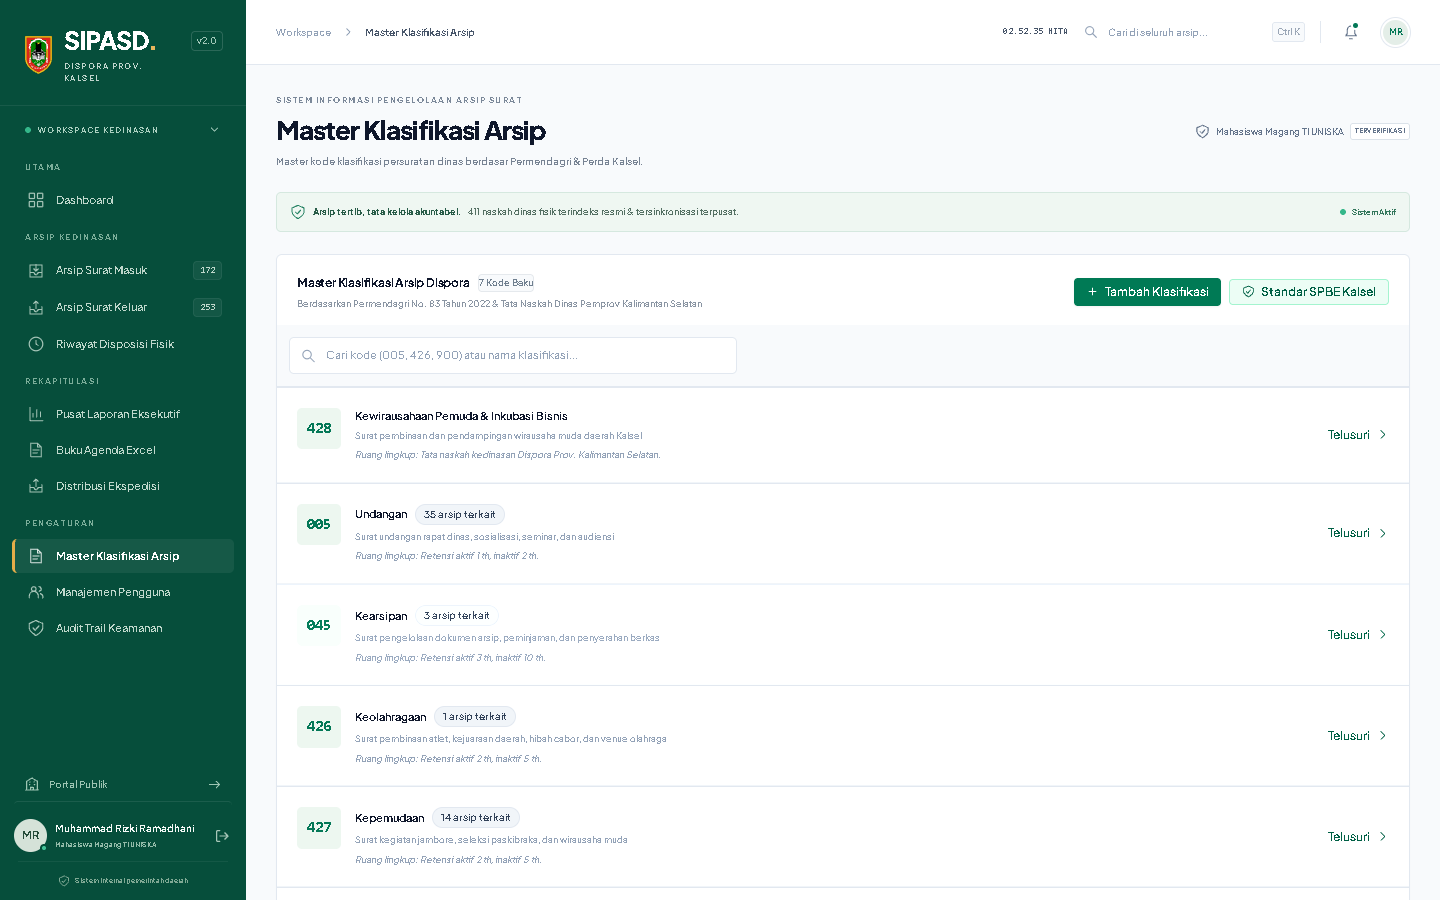 SIPASD.
v2.0
DISPORA PROV.
KALSEL
WORKSPACE KEDINASAN
UTAMA
Dashboard
ARSIP KEDINASAN
Arsip Surat Masuk 172
Arsip Surat Keluar 253
Riwayat Disposisi Fisik
REKAPITULASI
Pusat Laporan Eksekutif
Buku Agenda Excel
Distribusi Ekspedisi
PENGATURAN
Master Klasifikasi Arsip
Manajemen Pengguna
Audit Trail Keamanan
Portal Publik
MR
Muhammad Rizki Ramadhani
Mahasiswa Magang TI UNISKA
Sistem internal pemerintah daerah
Workspace > Master Klasifikasi Arsip
02.52.35 WITA
Cari di seluruh arsip...
Ctrl K
MR
SISTEM INFORMASI PENGELOLAAN ARSIP SURAT
Master Klasifikasi Arsip
Mahasiswa Magang TI UNISKA TERVERIFIKASI
Master kode klasifikasi persuratan dinas berdasar Permendagri & Perda Kalsel.
Arsip tertib, tata kelola akuntabel. 411 naskah dinas fisik terindeks resmi & tersinkronisasi terpusat.
Sistem Aktif
Master Klasifikasi Arsip Dispora 7 Kode Baku
Berdasarkan Permendagri No. 83 Tahun 2022 & Tata Naskah Dinas Pemprov Kalimantan Selatan
+ Tambah Klasifikasi
Standar SPBE Kalsel
Cari kode (005, 426, 900) atau nama klasifikasi...
428
Kewirausahaan Pemuda & Inkubasi Bisnis
Surat pembinaan dan pendampingan wirausaha muda daerah Kalsel
Ruang lingkup: Tata naskah kedinasan Dispora Prov. Kalimantan Selatan.
Telusuri
005
Undangan 35 arsip terkait
Surat undangan rapat dinas, sosialisasi, seminar, dan audiensi
Ruang lingkup: Retensi aktif 1 th, inaktif 2 th.
Telusuri
045
Kearsipan 3 arsip terkait
Surat pengelolaan dokumen arsip, peminjaman, dan penyerahan berkas
Ruang lingkup: Retensi aktif 3 th, inaktif 10 th.
Telusuri
426
Keolahragaan 1 arsip terkait
Surat pembinaan atlet, kejuaraan daerah, hibah cabor, dan venue olahraga
Ruang lingkup: Retensi aktif 2 th, inaktif 5 th.
Telusuri
427
Kepemudaan 14 arsip terkait
Surat kegiatan jambore, seleksi paskibraka, dan wirausaha muda
Ruang lingkup: Retensi aktif 2 th, inaktif 5 th.
Telusuri